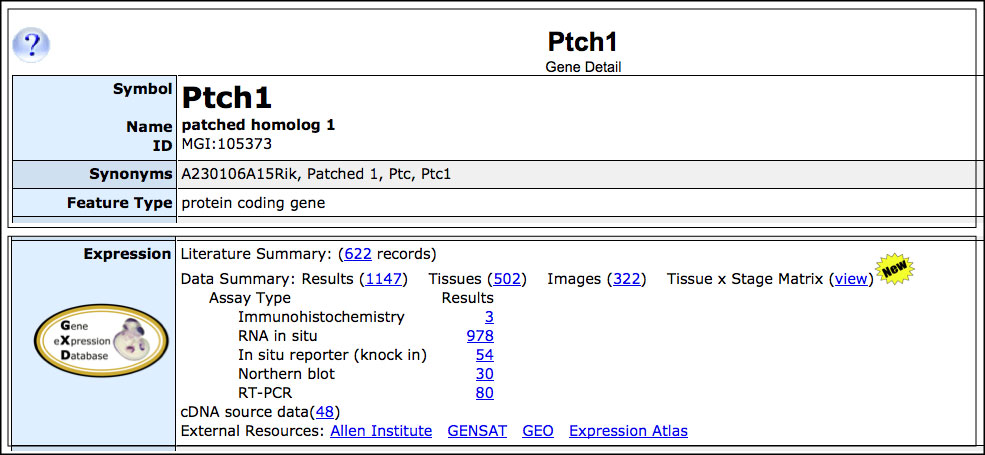 ?
Ptch1
Gene Detail
Symbol Ptch1
Name patched homolog 1
ID MGI:105373
Synonyms A230106A15Rik, Patched 1, Ptc, Ptc1
Feature Type protein coding gene
Expression Literature Summary: (622 records)
Data Summary: Results (1147) Tissues (502) Images (322) Tissue x Stage Matrix (view) New
Assay Type Results
Immunohistochemistry 3
RNA in situ 978
In situ reporter (knock in) 54
Northern blot 30
RT-PCR 80
cDNA source data(48)
External Resources: Allen Institute GENSAT GEO Expression Atlas
Gene
eXpression
Database